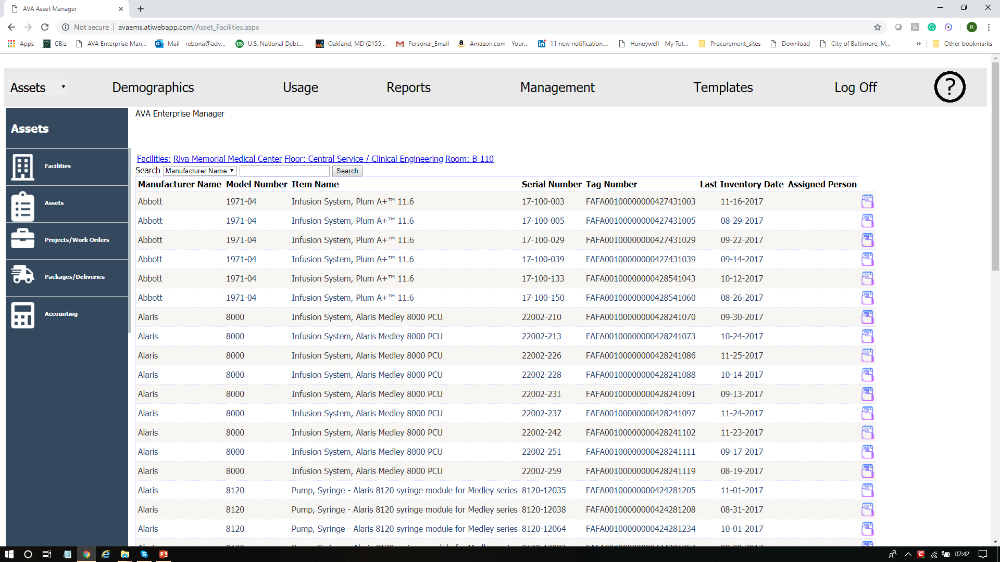 AVA Asset Manager
Not secure avaems.atiwebapp.com/Asset_Facilities.aspx G R
Apps CBiz AVA Enterprise Man... Mail - rebona@adv... US U.S. National Debt... Oakland, MD (2155... Personal_Email Amazon.com - Your... 11 new notification.... Honeywell - My Tot... Procurement_sites Download City of Baltimore, M... » Other bookmarks
Assets Demographics Usage Reports Management Templates Log Off ?
AVA Enterprise Manager
Assets
Facilities
Assets
Projects/Work Orders
Packages/Deliveries
Accounting
Facilities: Riva Memorial Medical Center Floor: Central Service / Clinical Engineering Room: B-110
Search Manufacturer Name Search
Manufacturer Name Model Number Item Name Serial Number Tag Number Last Inventory Date Assigned Person
Abbott 1971-04 Infusion System, Plum A+™ 11.6 17-100-003 FAFA00100000000427431003 11-16-2017
Abbott 1971-04 Infusion System, Plum A+™ 11.6 17-100-005 FAFA00100000000427431005 08-29-2017
Abbott 1971-04 Infusion System, Plum A+™ 11.6 17-100-029 FAFA00100000000427431029 09-22-2017
Abbott 1971-04 Infusion System, Plum A+™ 11.6 17-100-039 FAFA00100000000427431039 09-14-2017
Abbott 1971-04 Infusion System, Plum A+™ 11.6 17-100-133 FAFA00100000000428541043 10-12-2017
Abbott 1971-04 Infusion System, Plum A+™ 11.6 17-100-150 FAFA00100000000428541060 08-26-2017
Alaris 8000 Infusion System, Alaris Medley 8000 PCU 22002-210 FAFA00100000000428241070 09-30-2017
Alaris 8000 Infusion System, Alaris Medley 8000 PCU 22002-213 FAFA00100000000428241073 10-24-2017
Alaris 8000 Infusion System, Alaris Medley 8000 PCU 22002-226 FAFA00100000000428241086 11-25-2017
Alaris 8000 Infusion System, Alaris Medley 8000 PCU 22002-228 FAFA00100000000428241088 10-14-2017
Alaris 8000 Infusion System, Alaris Medley 8000 PCU 22002-231 FAFA00100000000428241091 09-13-2017
Alaris 8000 Infusion System, Alaris Medley 8000 PCU 22002-237 FAFA00100000000428241097 11-24-2017
Alaris 8000 Infusion System, Alaris Medley 8000 PCU 22002-242 FAFA00100000000428241102 11-23-2017
Alaris 8000 Infusion System, Alaris Medley 8000 PCU 22002-251 FAFA00100000000428241111 09-17-2017
Alaris 8000 Infusion System, Alaris Medley 8000 PCU 22002-259 FAFA00100000000428241119 08-19-2017
Alaris 8120 Pump, Syringe - Alaris 8120 syringe module for Medley series 8120-12035 FAFA00100000000424281205 11-01-2017
Alaris 8120 Pump, Syringe - Alaris 8120 syringe module for Medley series 8120-12038 FAFA00100000000424281208 08-31-2017
Alaris 8120 Pump, Syringe - Alaris 8120 syringe module for Medley series 8120-12064 FAFA00100000000424281234 10-01-2017
07:42